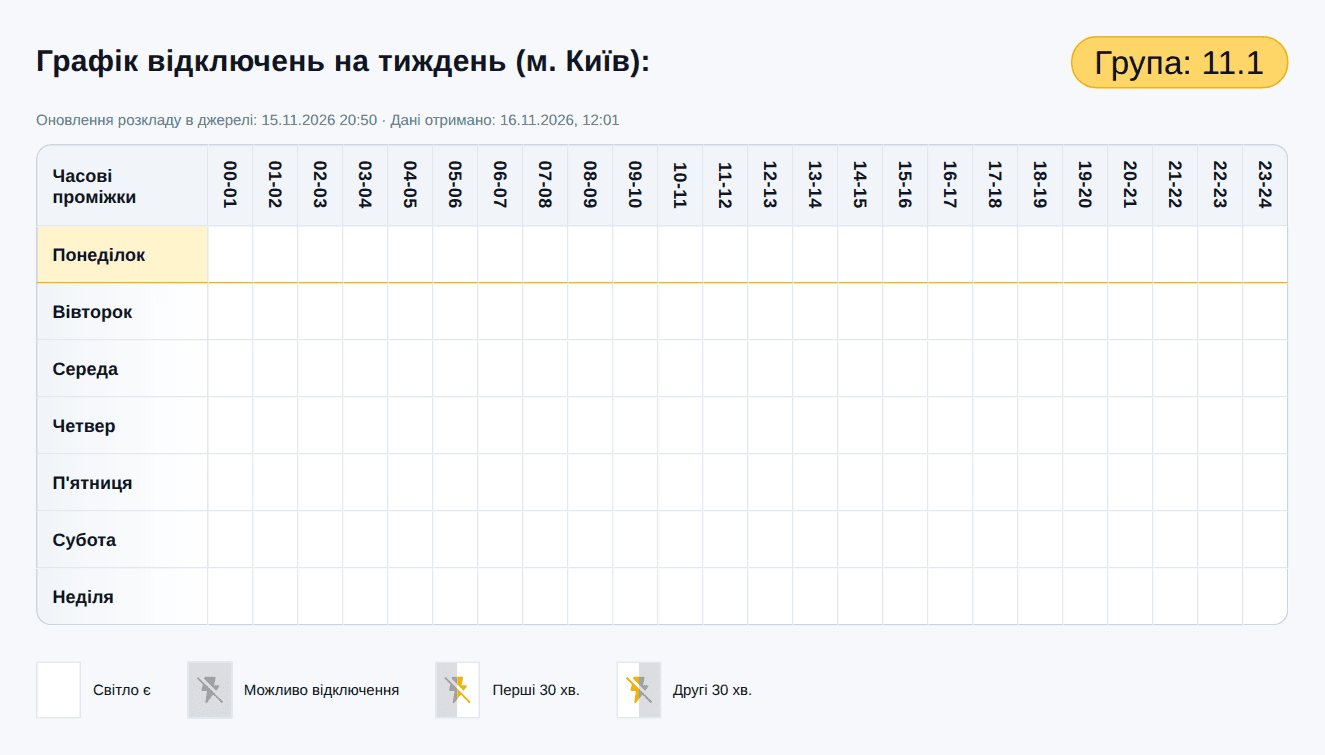 Графік відключень на тиждень (м. Київ):
Група: 11.1
Оновлення розкладу в джерелі: 15.11.2026 20:50 · Дані отримано: 16.11.2026, 12:01
Часові
проміжки
00-01
01-02
02-03
03-04
04-05
05-06
06-07
07-08
08-09
09-10
10-11
11-12
12-13
13-14
14-15
15-16
16-17
17-18
18-19
19-20
20-21
21-22
22-23
23-24
Понеділок
Вівторок
Середа
Четвер
П'ятниця
Субота
Неділя
Світло є
Можливо відключення
Перші 30 хв.
Другі 30 хв.